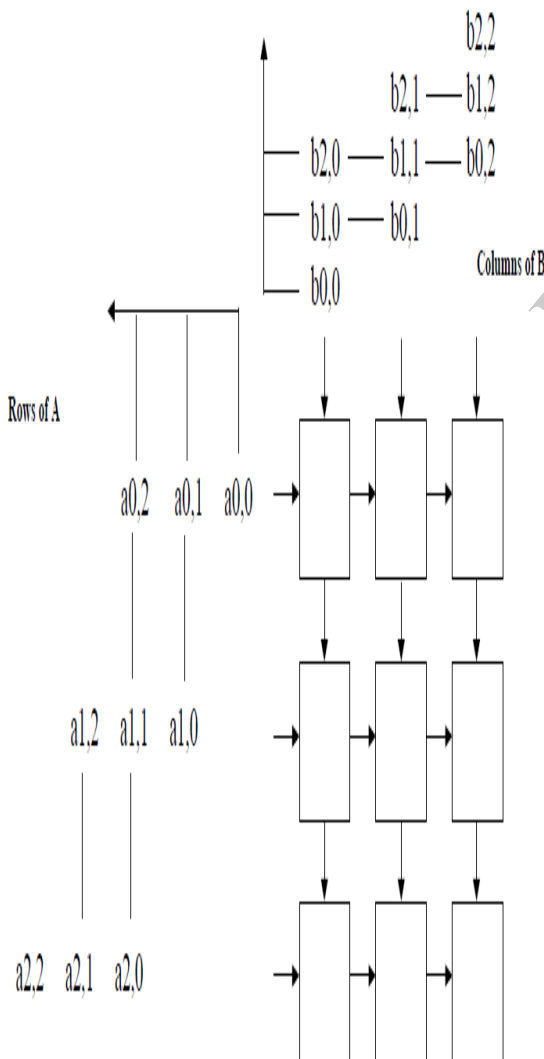 b2,2
b2,1 b1,2
b2,0 b1,1 b0,2
b1,0 b0,1
Columns of B
b0,0
Rows of A
a0,2 a0,1 a0,0
a1,2 a1,1 a1,0
a2,2 a2,1 a2,0